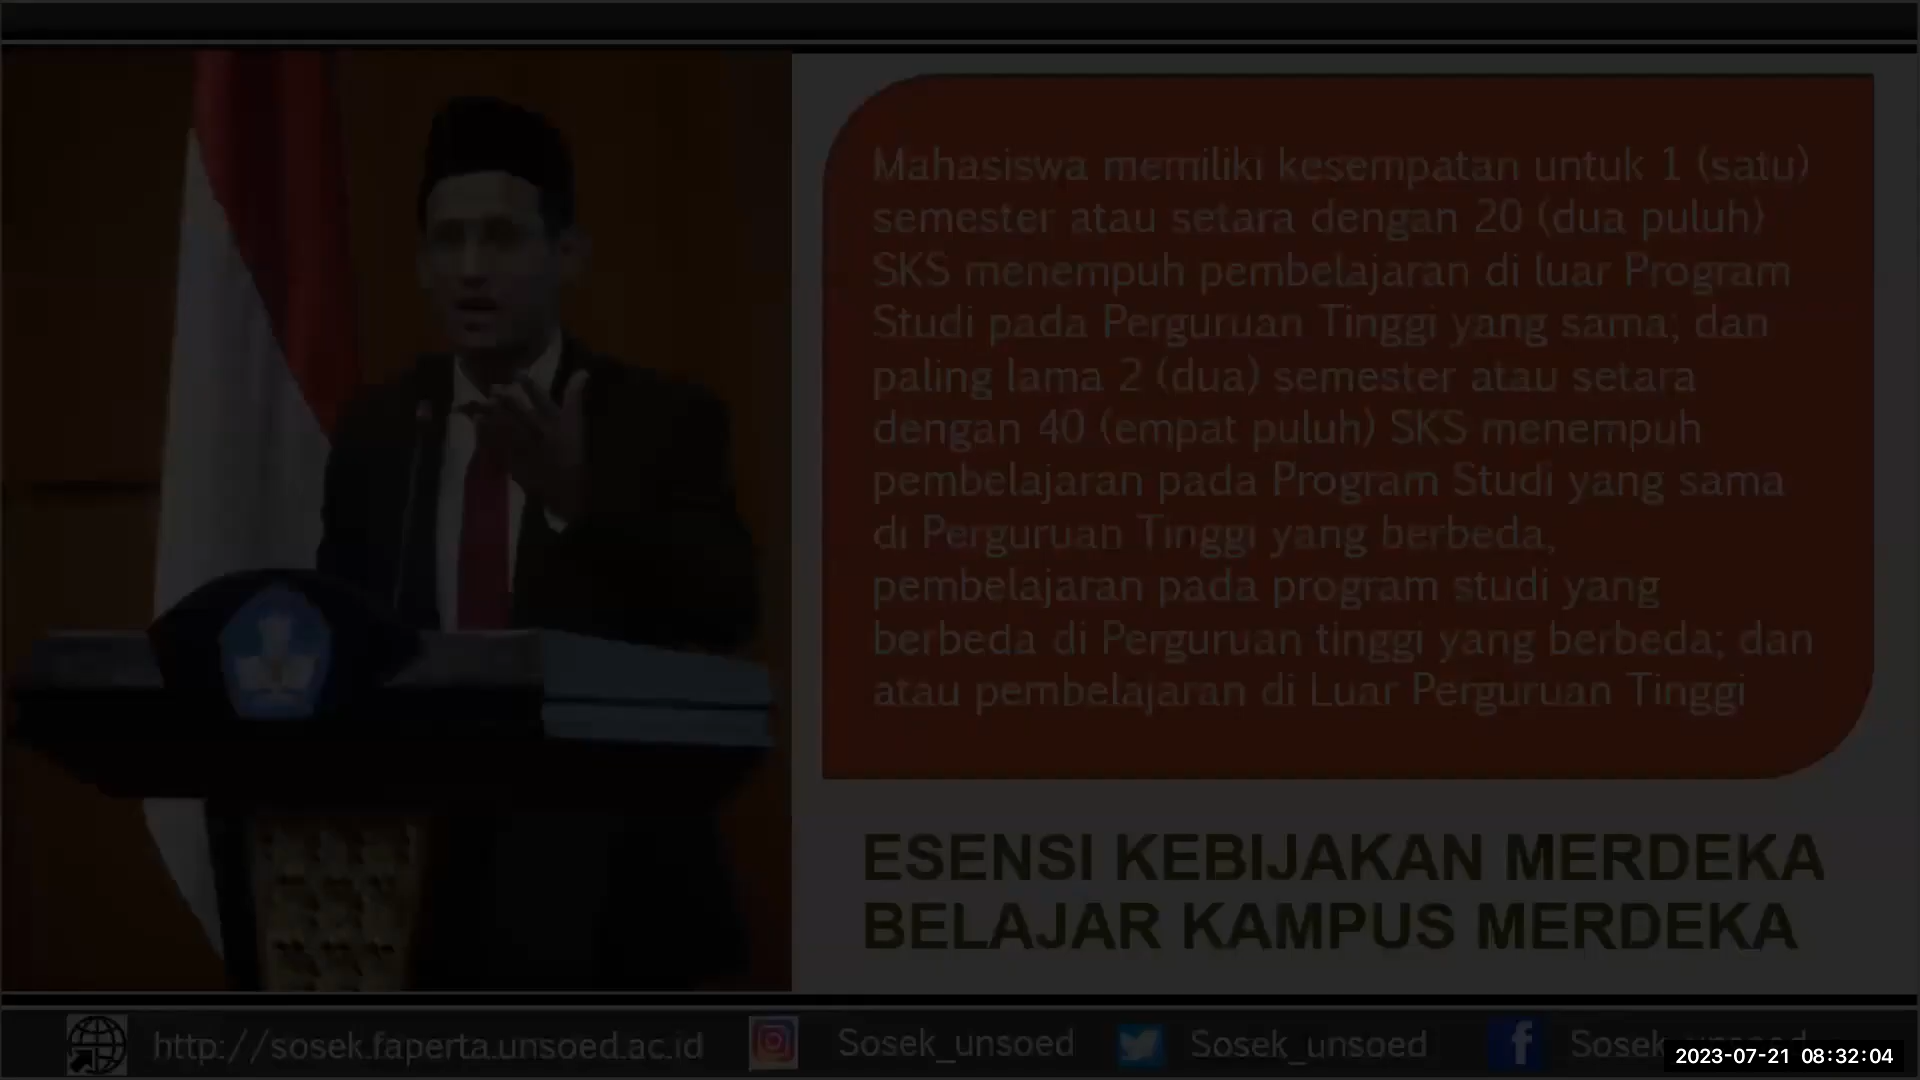 Mahasiswa memiliki kesempatan untuk 1 (satu)
semester atau setara dengan 20 (dua puluh)
SKS menempuh pembelajaran di luar Program
Studi pada Perguruan Tinggi yang sama; dan
paling lama 2 (dua) semester atau setara
dengan 40 (empat puluh) SKS menempuh
pembelajaran pada Program Studi yang sama
di Perguruan Tinggi yang berbeda,
pembelajaran pada program studi yang
berbeda di Perguruan tinggi yang berbeda; dan
atau pembelajaran di Luar Perguruan Tinggi
ESENSI KEBIJAKAN MERDEKA
BELAJAR KAMPUS MERDEKA
http://sosek.faperta.unsoed.ac.id Sosek_unsoed Sosek_unsoed Sosek_unsoed
2023-07-21 08:32:04